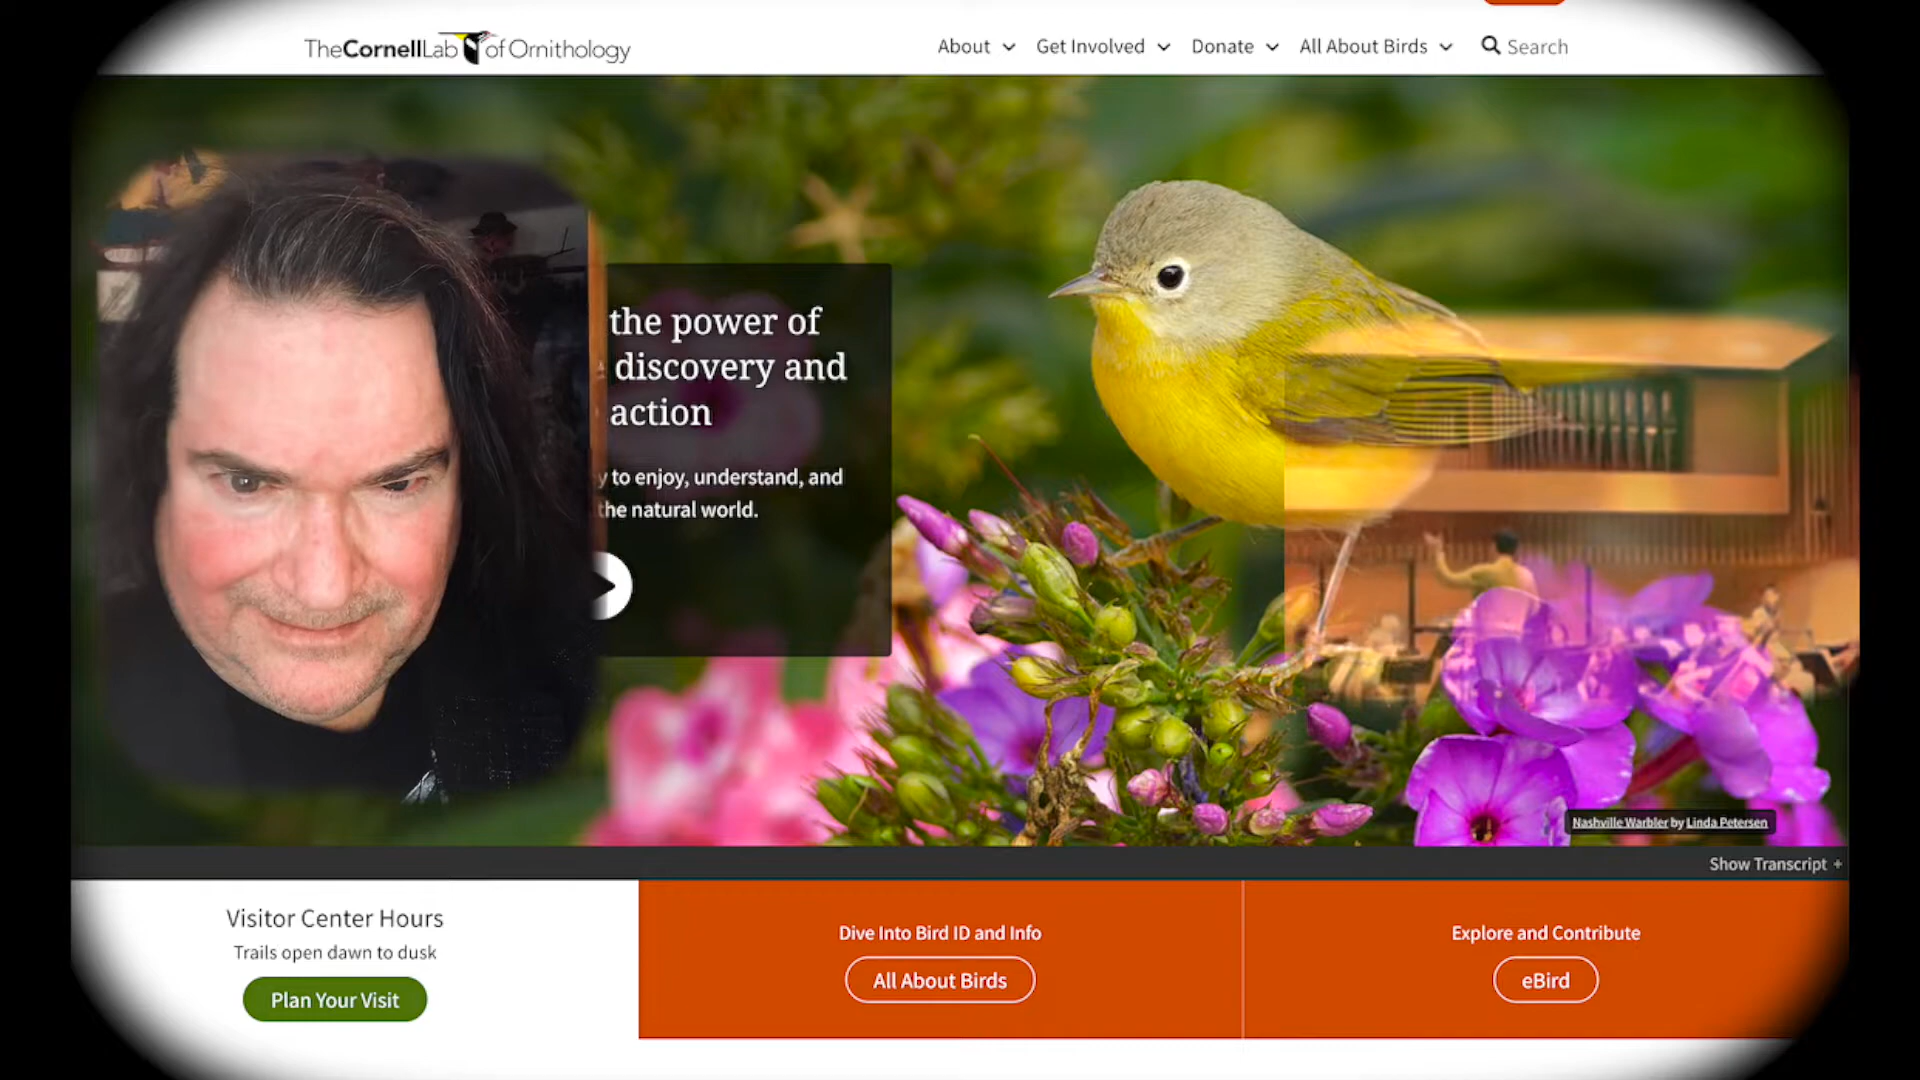 TheCornellLab of Ornithology
About
Get Involved
Donate
All About Birds
Search
the power of
discovery and
action
to enjoy, understand, and
the natural world.
Nashville Warbler by Linda Petersen
Show Transcript +
Visitor Center Hours
Trails open dawn to dusk
Plan Your Visit
Dive Into Bird ID and Info
All About Birds
Explore and Contribute
eBird